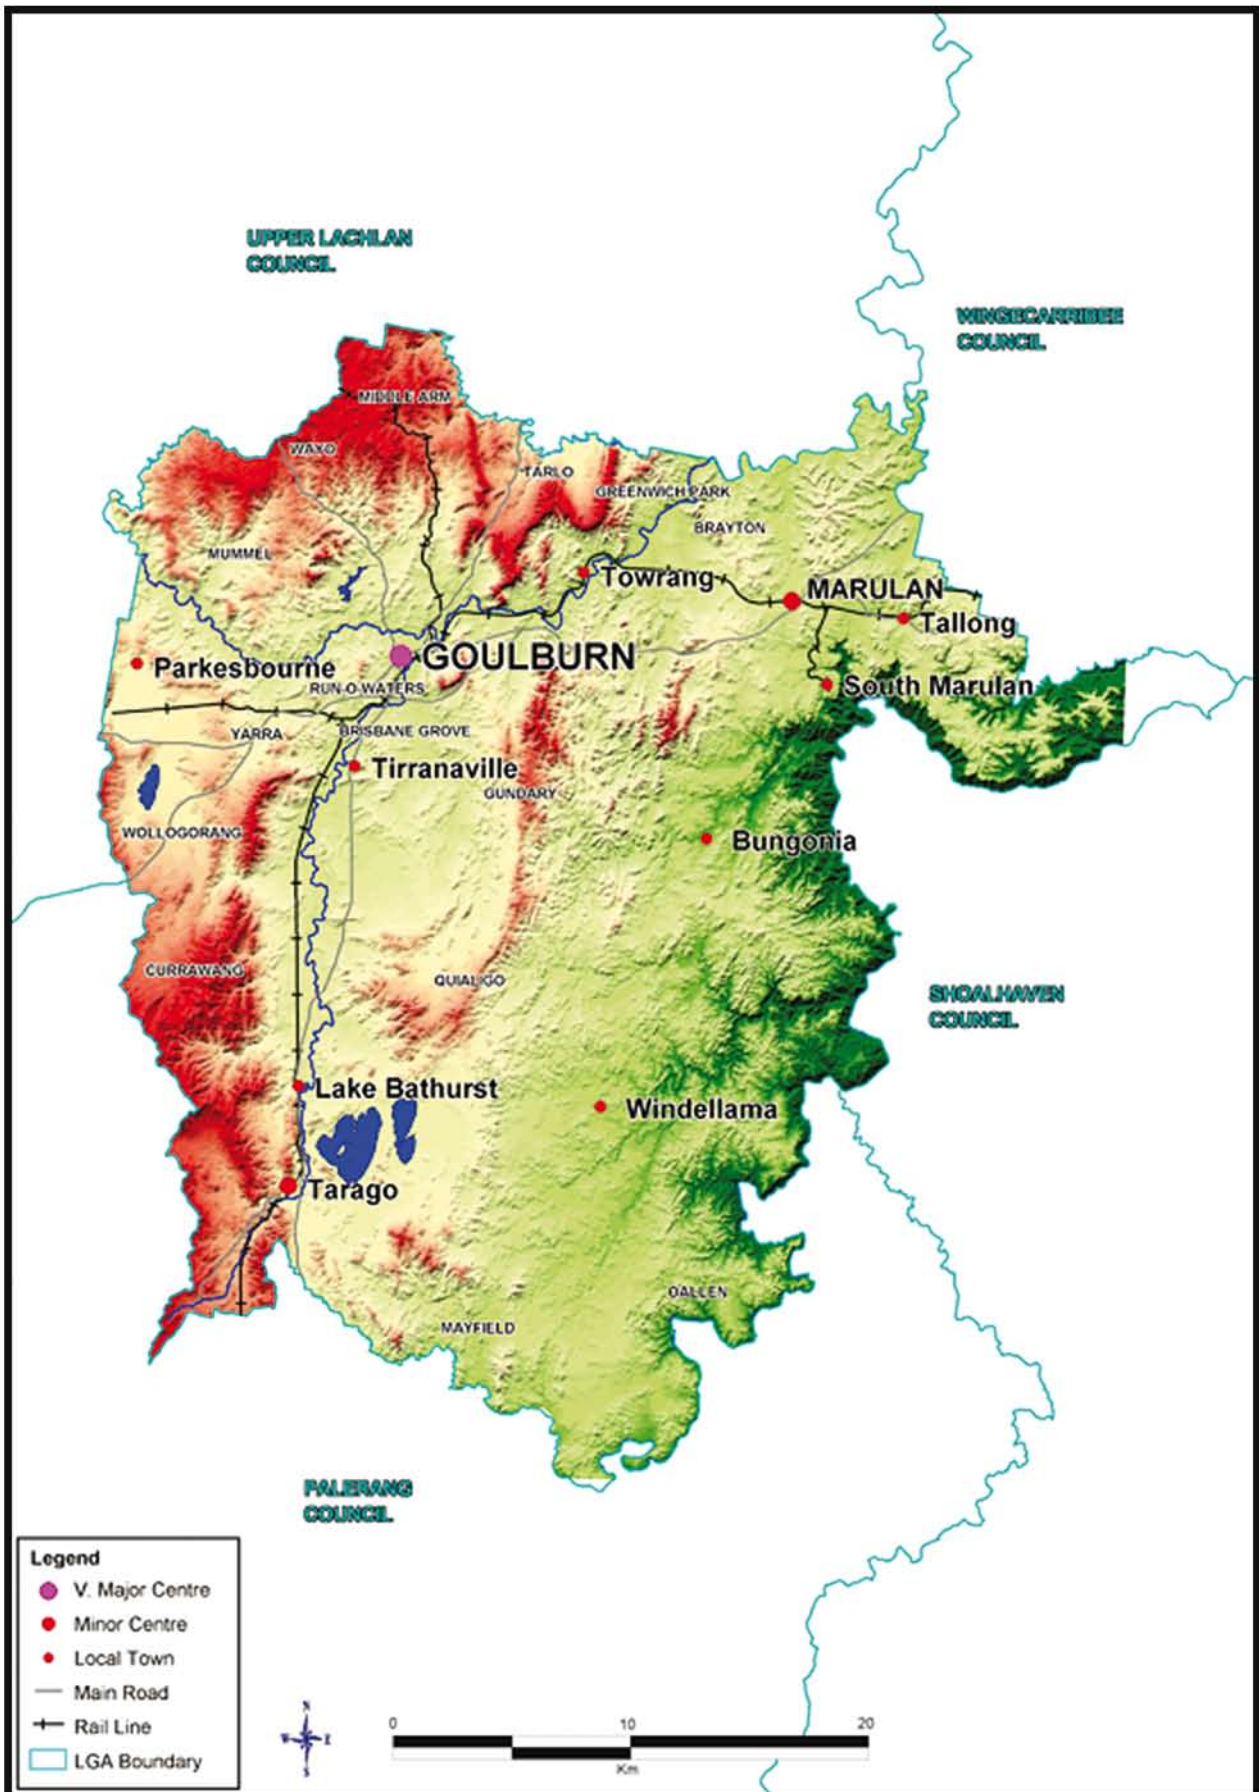 UPPER LACHLAN
COUNCIL
WINGECARRIBEE
COUNCIL
MIDDLE ARM
WAYO
TARLO
GREENWICH PARK
BRAYTON
MUMMEL
Towrang
MARULAN
Tallong
GOULBURN
Parkesbourne
RUN-O-WATERS
South Marulan
YARRA
BRISBANE GROVE
Tirranaville
GUNDARY
WOLLOGORANG
Bungonia
CURRAWANG
QUIALIGO
SHOALHAVEN
COUNCIL
Lake Bathurst
Windellama
Tarago
OALLEN
MAYFIELD
PALERANG
COUNCIL
Legend
V. Major Centre
Minor Centre
Local Town
Main Road
Rail Line
LGA Boundary
N
W E
S
0 10 20
Km